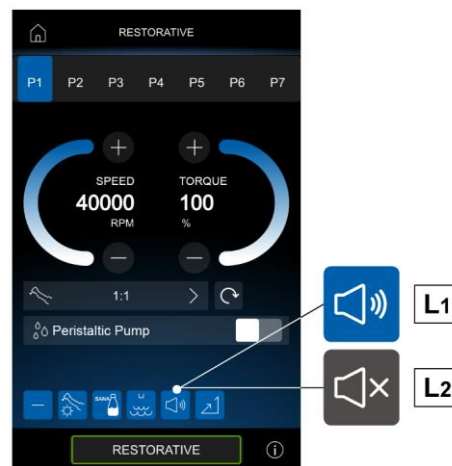 RESTORATIVE
P1 P2 P3 P4 P5 P6 P7
SPEED TORQUE
40000 100
RPM %
1:1
Peristaltic Pump
SANA
RESTORATIVE
L1
L2